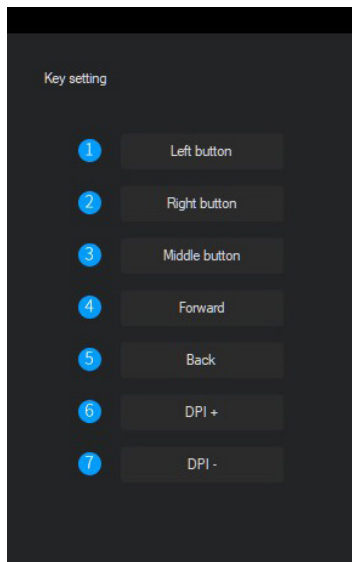 Key setting
1 Left button
2 Right button
3 Middle button
4 Forward
5 Back
6 DPI +
7 DPI -